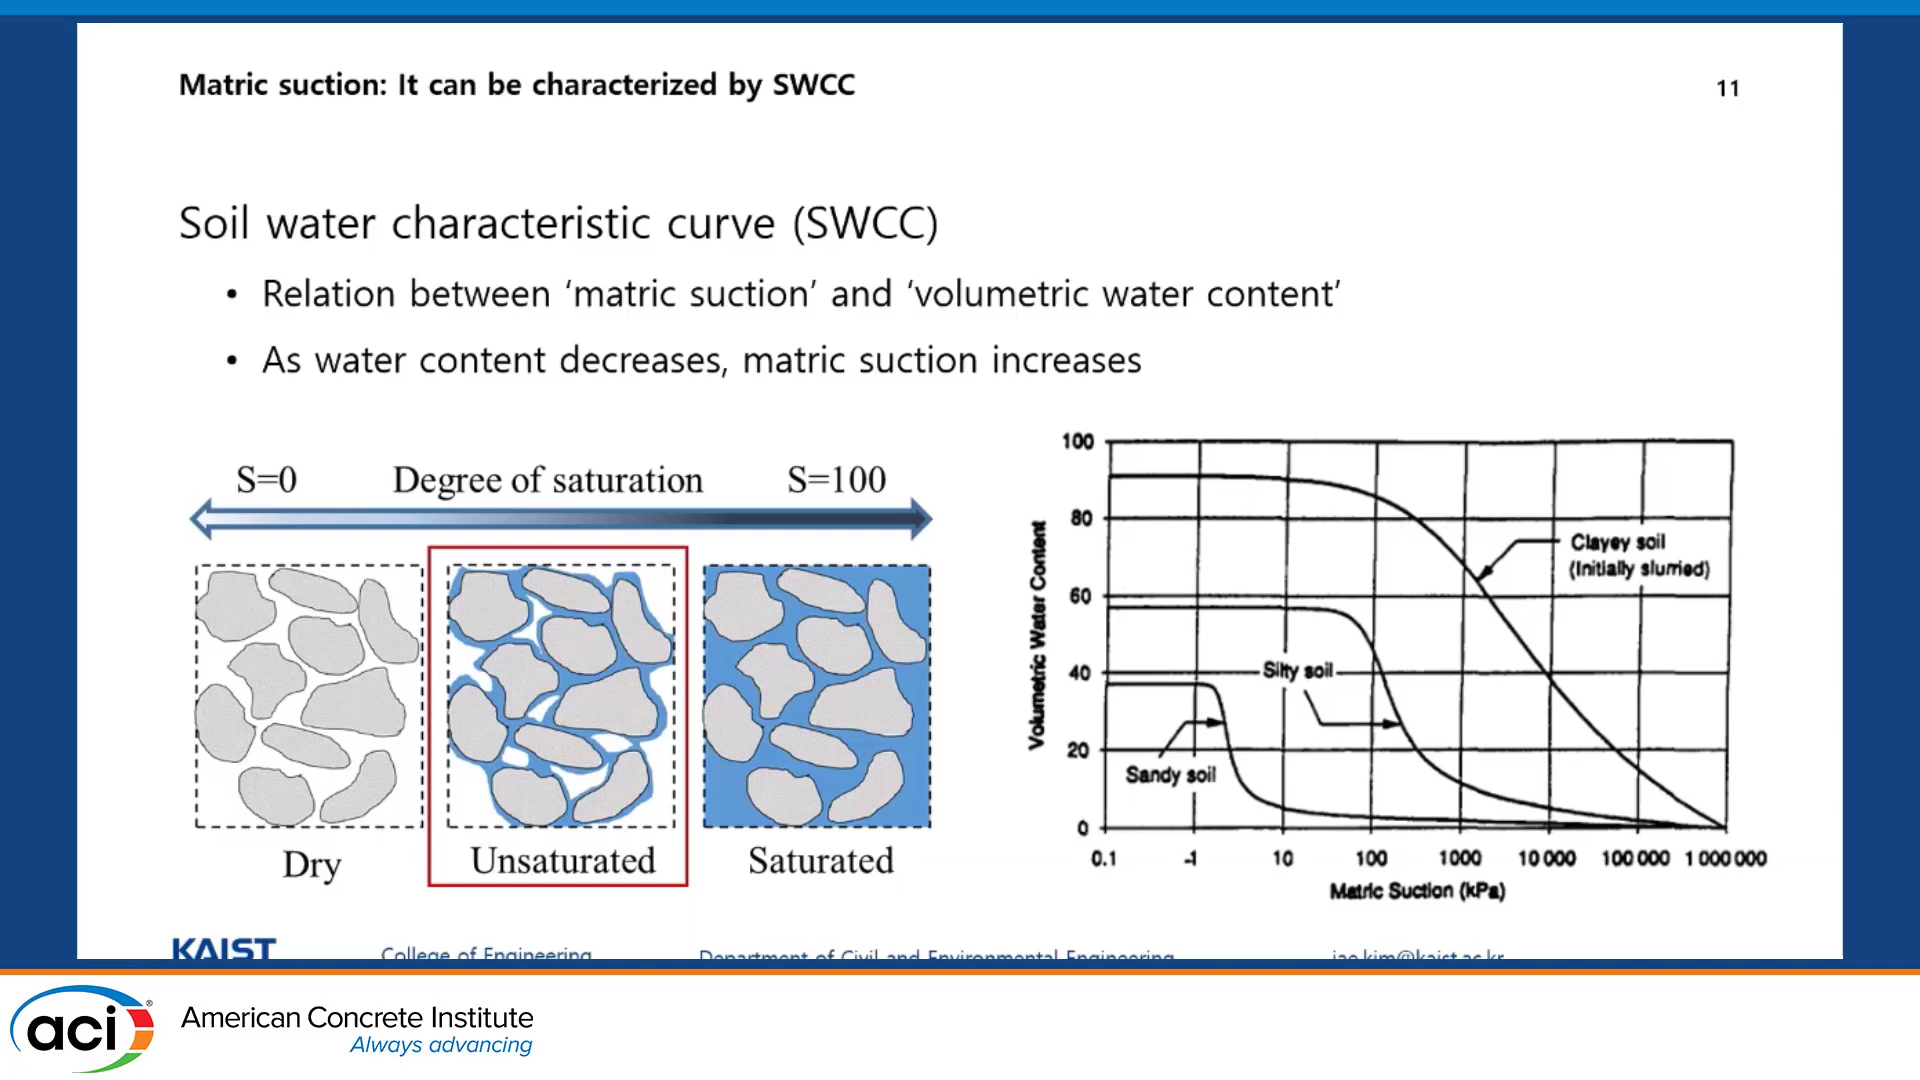 Matric suction: It can be characterized by SWCC
11
Soil water characteristic curve (SWCC)
• Relation between ‘matric suction’ and ‘volumetric water content’
• As water content decreases, matric suction increases
S=0 Degree of saturation S=100
Dry
Unsaturated
Saturated
Volumetric Water Content
100
80
60
40
20
0
Clayey soil
(Initially slurried)
Silty soil
Sandy soil
0.1 1 10 100 1000 10 000 100 000 1 000 000
Matric Suction (kPa)
KAIST College of Engineering Department of Civil and Environmental Engineering jae.kim@kaist.ac.kr
aci®
American Concrete Institute
Always advancing